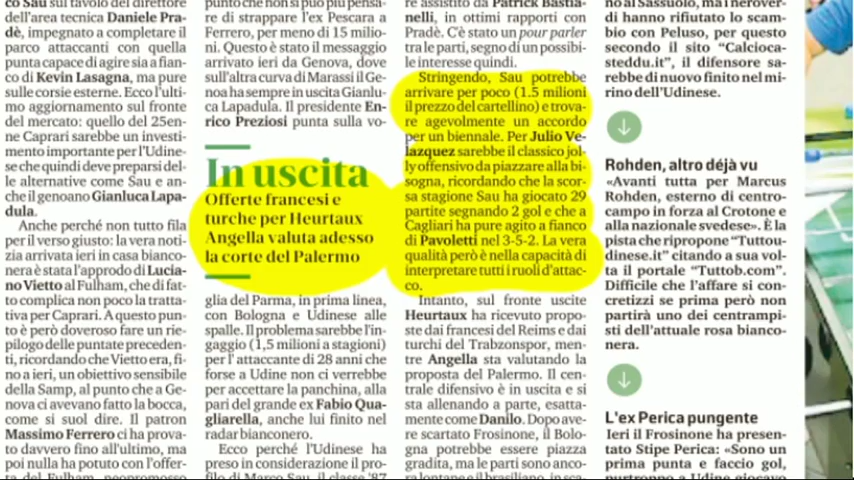 co Sau sul tavolo del direttore
dell'area tecnica Daniele Pra-
dè, impegnato a completare il
parco attaccanti con quella
punta capace di agire sia a fian-
co di Kevin Lasagna, ma pure
sulle corsie esterne. Ecco l'ulti-
mo aggiornamento sul fronte
del mercato: quello del 25en-
ne Caprari sarebbe un investi-
mento importante per l'Udine-
se che quindi deve prepararsi del-
le alternative come Sau e an-
che il genoano Gianluca Lapa-
dula.
Anche perché non tutto fila
per il verso giusto: la vera noti-
zia arrivata ieri in casa bianco-
nera è stata l'approdo di Lucia-
no Vietto al Fulham, che di fat-
to complica non poco la tratta-
tiva per Caprari. A questo pun-
to è però doveroso fare un rie-
pilogo delle puntate preceden-
ti, ricordando che Vietto era, fi-
no a ieri, un obiettivo sensibile
della Samp, al punto che a Ge-
nova ci avevano fatto la bocca,
come si suol dire. Il patron
Massimo Ferrero ci ha prova-
to davvero fino all'ultimo, ma
poi nulla ha potuto con l'offer-
ta del Fulham, neopromosso
punto che non si può più pensa-
re di strappare l'ex Pescara a
Ferrero, per meno di 15 milio-
ni. Questo è stato il messaggio
arrivato ieri da Genova, dove
sull'altra curva di Marassi il Ge-
noa ha sempre in uscita Gianlu-
ca Lapadula. Il presidente En-
rico Preziosi punta sulla vo-
In uscita
Offerte francesi e
turche per Heurtaux
Angella valuta adesso
la corte del Palermo
glia del Parma, in prima linea,
con Bologna e Udinese alle
spalle. Il problema sarebbe l'in-
gaggio (1,5 milioni a stagioni)
per l'attaccante di 28 anni che
forse a Udine non ci verrebbe
per accettare la panchina, alla
pari del grande ex Fabio Qua-
gliarella, anche lui finito nel
radar bianconero.
Ecco perché l'Udinese ha
preso in considerazione il pro-
filo di Marco Sau, il classe '87
re assistito da Patrick Bastia-
nelli, in ottimi rapporti con
Pradè. C'è stato un pour parler
tra le parti, segno di un possibi-
le interesse quindi.
Stringendo, Sau potrebbe
arrivare per poco (1.5 milioni
il prezzo del cartellino) e trova-
re agevolmente un accordo
per un biennale. Per Julio Ve-
lazquez sarebbe il classico jol-
ly offensivo da piazzare alla bi-
sogna, ricordando che la scor-
sa stagione Sau ha giocato 29
partite segnando 2 gol e che a
Cagliari ha pure agito a fianco
di Pavoletti nel 3-5-2. La vera
qualità però è nella capacità di
interpretare tutti i ruoli d'attac-
co.
Intanto, sul fronte uscite
Heurtaux ha ricevuto propo-
ste dai francesi del Reims e dai
turchi del Trabzonspor, men-
tre Angella sta valutando la
proposta del Palermo. Il cen-
trale difensivo è in uscita e si
sta allenando a parte, esatta-
mente come Danilo. Dopo ave-
re scartato Frosinone, il Bolo-
gna potrebbe essere piazza
gradita, ma le parti sono anco-
ra lontane e il brasiliano, in sca-
no al Sassuolo, ma i nerover-
di hanno rifiutato lo scam-
bio con Peluso, per questo
secondo il sito "Calcioca-
steddu.it", il difensore sa-
rebbe di nuovo finito nel mi-
rino dell'Udinese.
Rohden, altro déjà vu
«Avanti tutta per Marcus
Rohden, esterno di centro-
campo in forza al Crotone e
alla nazionale svedese». È la
pista che ripropone "Tuttou-
dinese.it" citando a sua vol-
ta il portale "Tuttob.com".
Difficile che l'affare si con-
cretizzi se prima però non
partirà uno dei centrampi-
sti dell'attuale rosa bianco-
nera.
L'ex Perica pungente
Ieri il Frosinone ha presen-
tato Stipe Perica: «Sono un
prima punta e faccio gol,
purtroppo a Udine giocavo